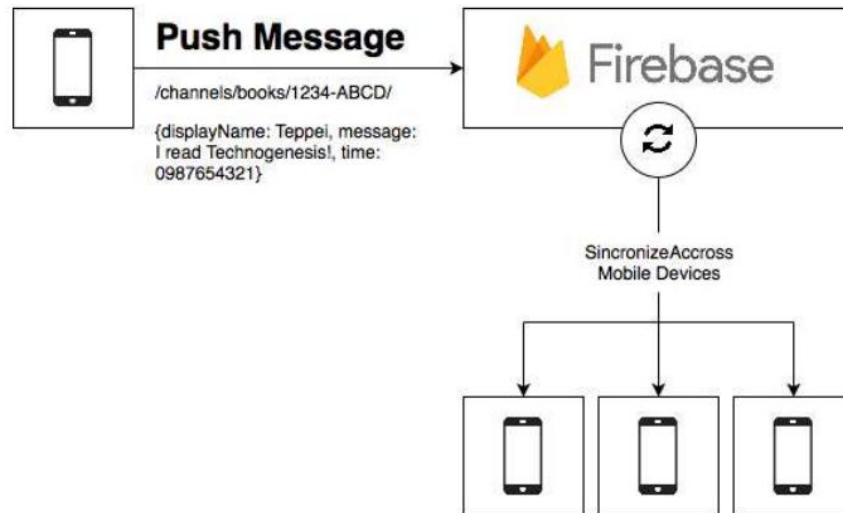 Push Message
/channels/books/1234-ABCD/
{displayName: Teppei, message:
I read Technogenesis!, time:
0987654321}
Firebase
SincronizeAccross
Mobile Devices